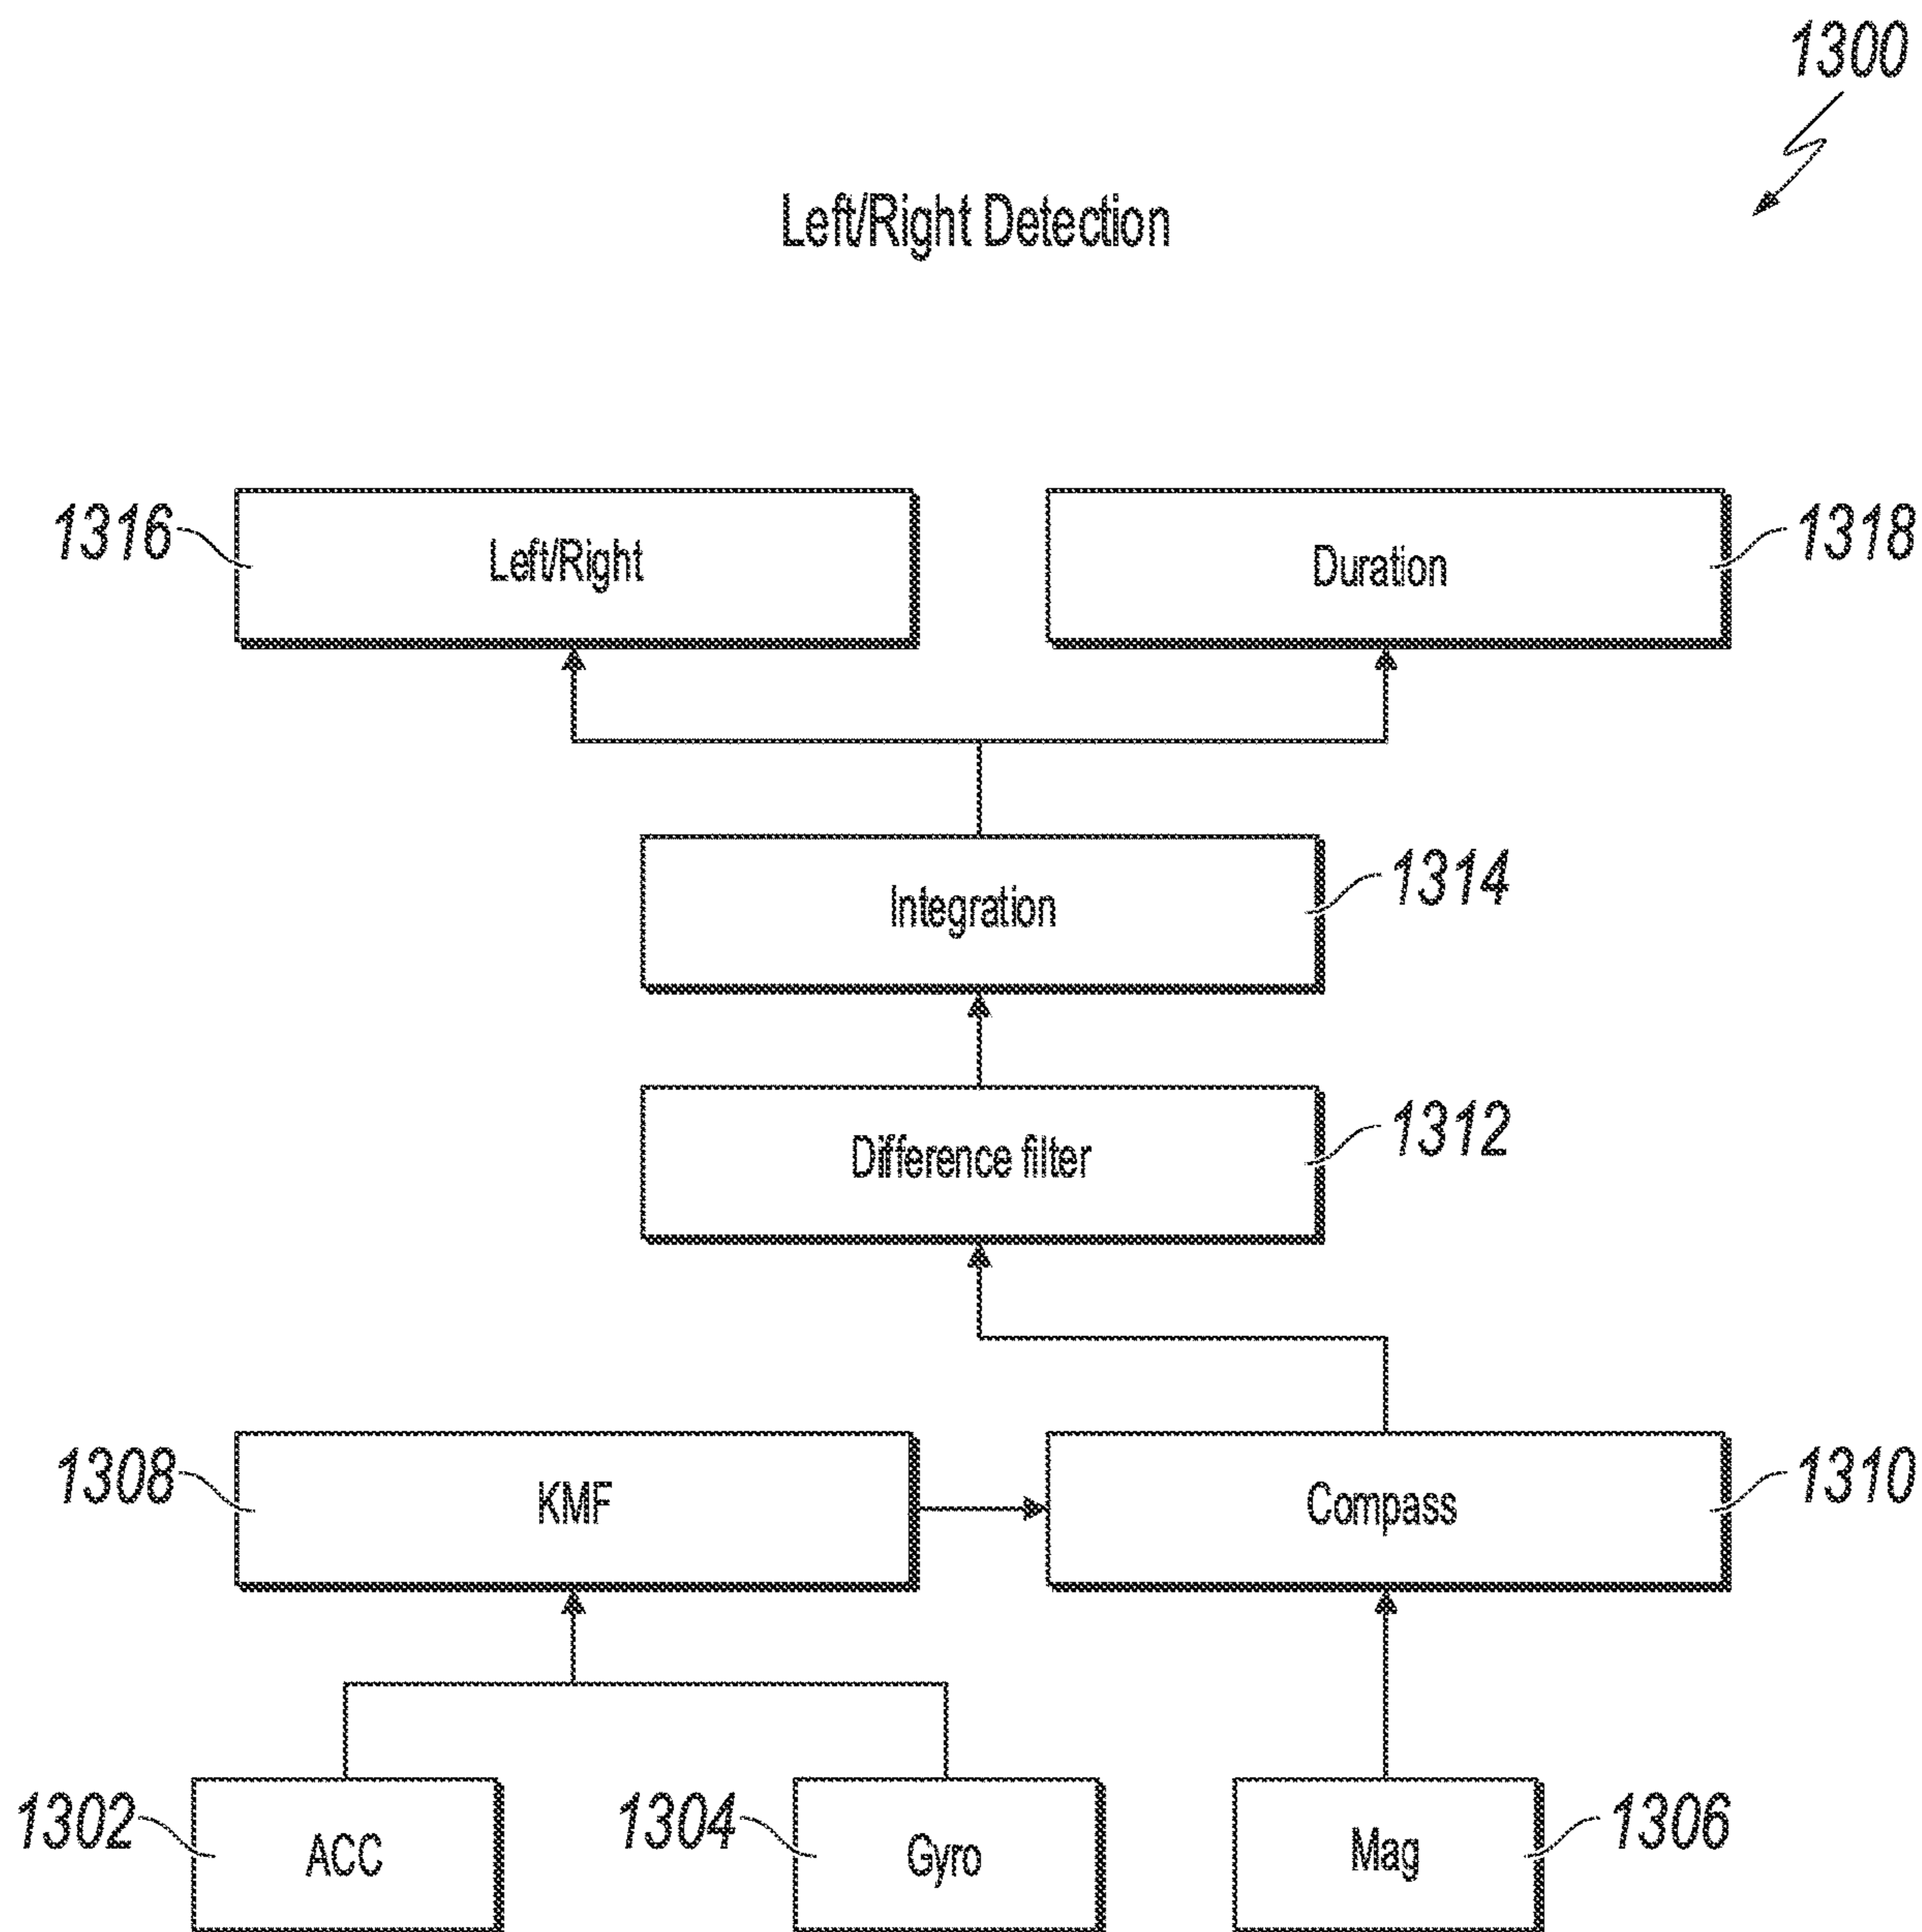 1300
Left/Right Detection
1316
Left/Right
Duration
1318
Integration
1314
Difference filter
1312
1308
KMF
Compass
1310
1302
ACC
1304
Gyro
Mag
1306